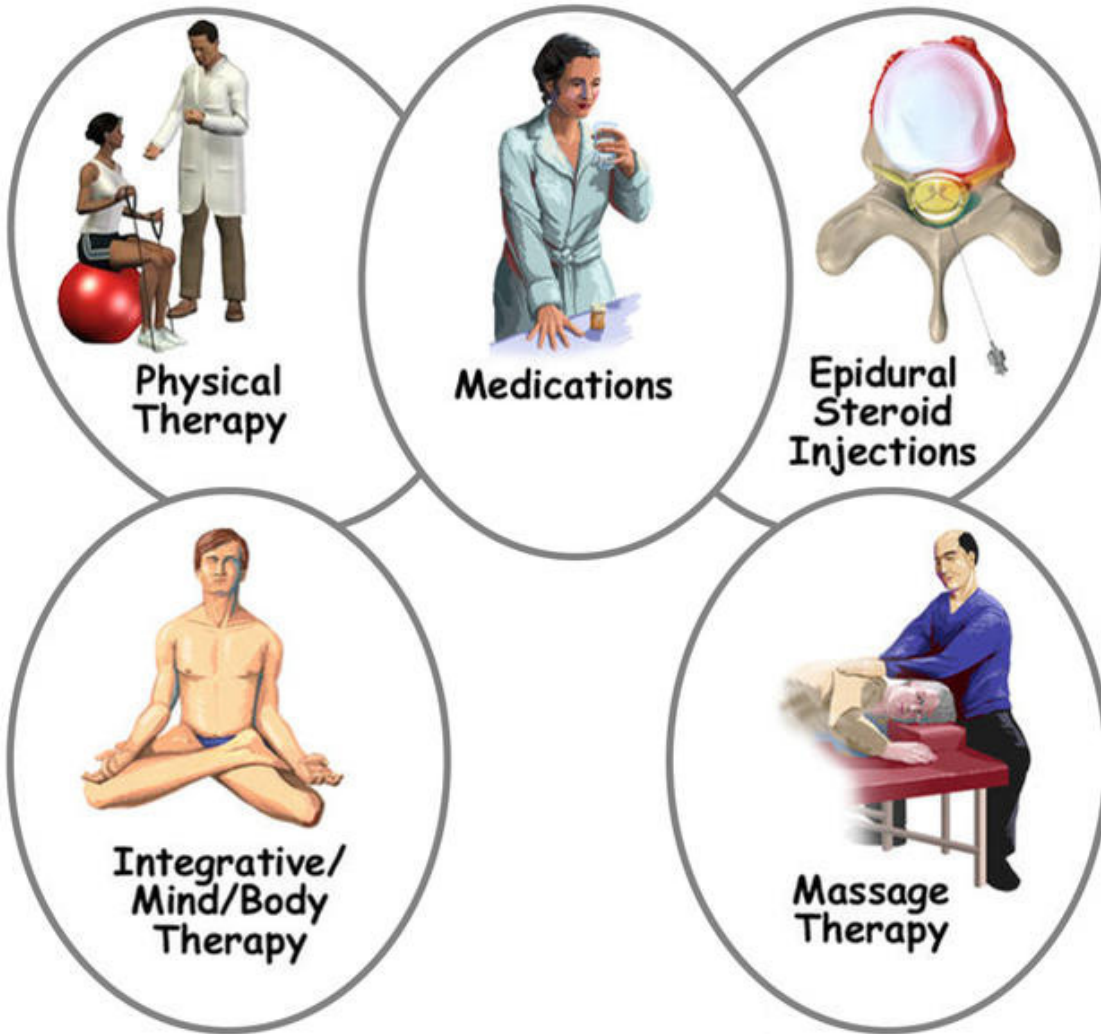 Physical
Therapy
Medications
Epidural
Steroid
Injections
Integrative/
Mind/Body
Therapy
Massage
Therapy